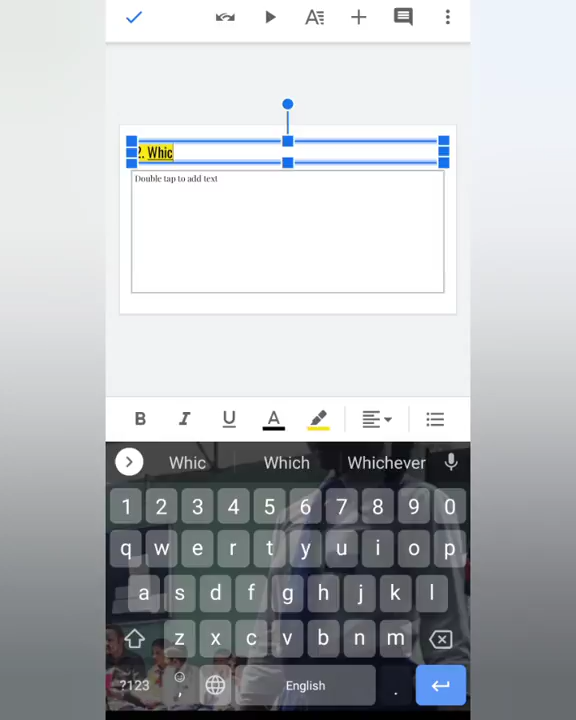 2. Whic
Double tap to add text
B I U A
Whic Which Whichever
1 2 3 4 5 6 7 8 9 0
q w e r t y u i o p
a s d f g h j k l
z x c v b n m
?123 , English .